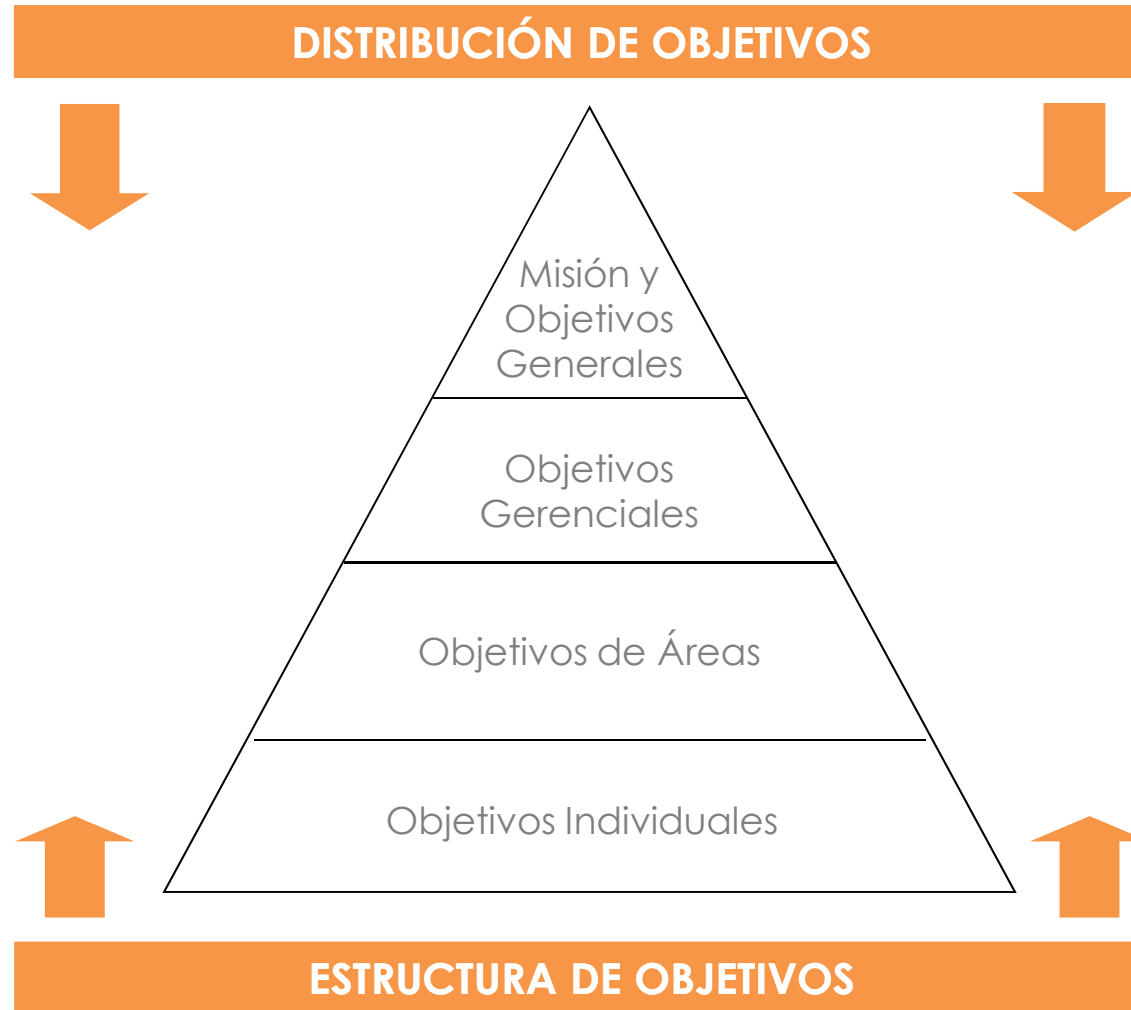 DISTRIBUCIÓN DE OBJETIVOS
Misión y
Objetivos
Generales
Objetivos
Gerenciales
Objetivos de Áreas
Objetivos Individuales
ESTRUCTURA DE OBJETIVOS